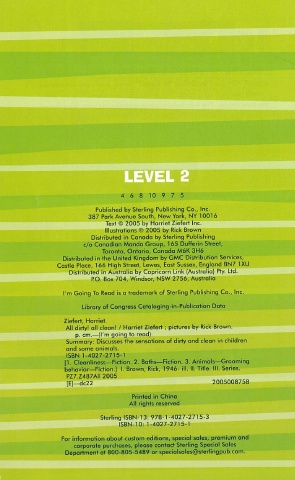 LEVEL 2
4 6 8 10 9 7 5
Published by Sterling Publishing Co., Inc.
387 Park Avenue South, New York, NY 10016
Text © 2005 by Harriet Ziefert Inc.
Illustrations © 2005 by Rick Brown
Distributed in Canada by Sterling Publishing
c/o Canadian Manda Group, 165 Dufferin Street,
Toronto, Ontario, Canada M6K 3H6
Distributed in the United Kingdom by GMC Distribution Services,
Castle Place, 166 High Street, Lewes, East Sussex, England BN7 1XU
Distributed in Australia by Capricorn Link (Australia) Pty. Ltd.
P.O. Box 704, Windsor, NSW 2756, Australia
I'm Going To Read is a trademark of Sterling Publishing Co., Inc.
Library of Congress Cataloging-in-Publication Data
Ziefert, Harriet.
All dirty! all clean! / Harriet Ziefert ; pictures by Rick Brown.
p. cm.—(I'm going to read)
Summary: Discusses the sensations of dirty and clean in children
and some animals.
ISBN 1-4027-2715-1
[1. Cleanliness—Fiction. 2. Baths—Fiction. 3. Animals—Grooming
behavior—Fiction.] I. Brown, Rick, 1946- ill. II. Title. III. Series.
PZ7.Z487All 2005
[E]—dc22 2005008758
Printed in China
All rights reserved
Sterling ISBN 13: 978-1-4027-2715-3
ISBN 10: 1-4027-2715-1
For information about custom editions, special sales, premium and
corporate purchases, please contact Sterling Special Sales
Department at 800-805-5489 or specialsales@sterlingpub.com.